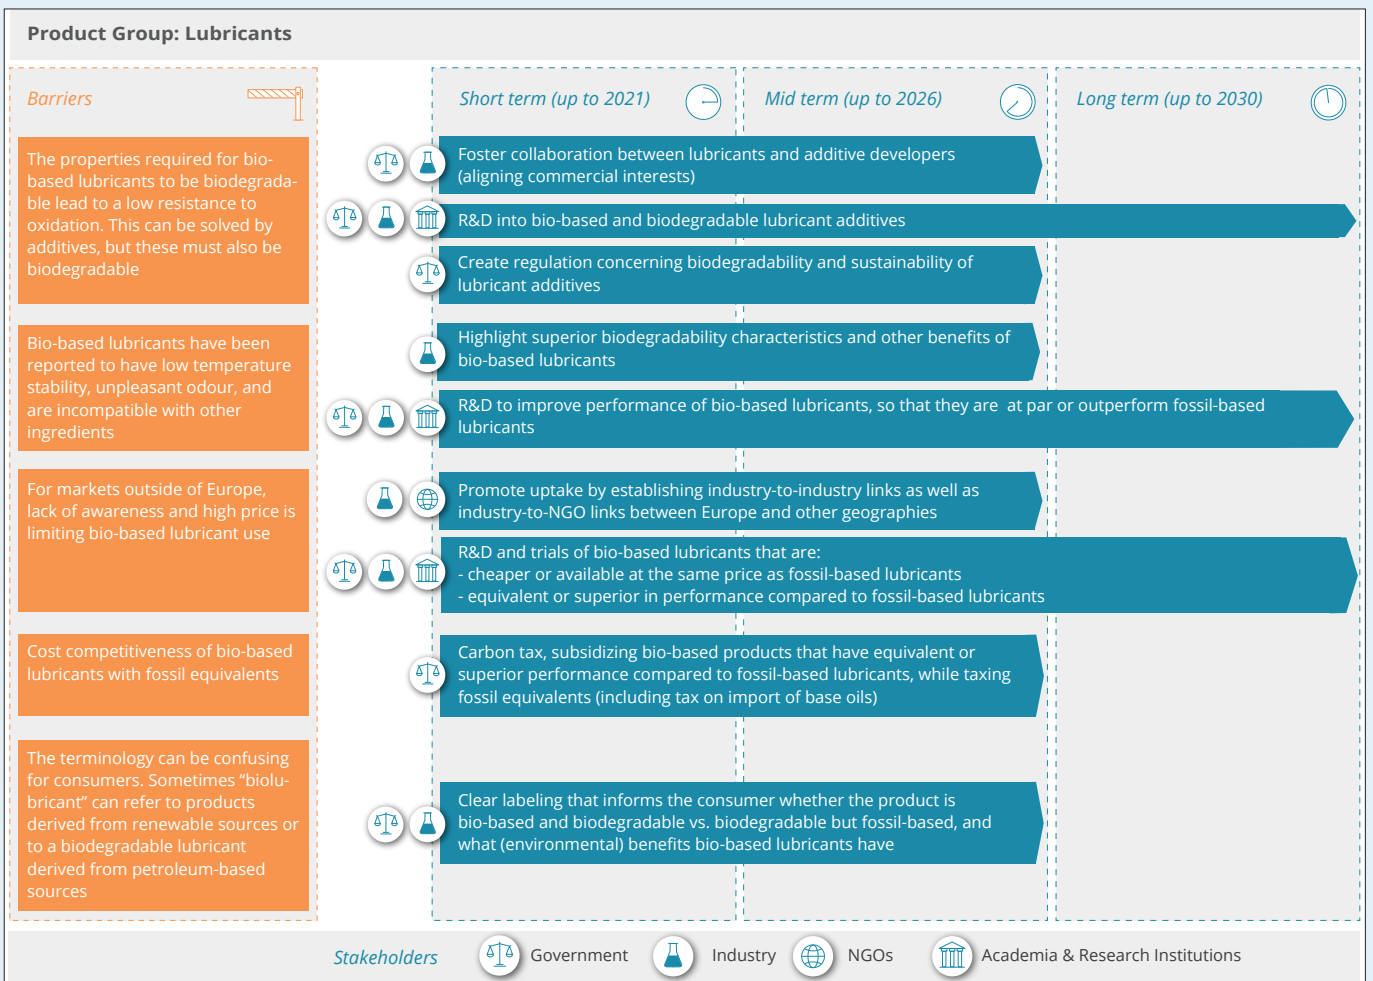 Product Group: Lubricants
Barriers
Short term (up to 2021)
Mid term (up to 2026)
Long term (up to 2030)
The properties required for bio-
based lubricants to be biodegrada-
ble lead to a low resistance to
oxidation. This can be solved by
additives, but these must also be
biodegradable
Foster collaboration between lubricants and additive developers
(aligning commercial interests)
R&D into bio-based and biodegradable lubricant additives
Create regulation concerning biodegradability and sustainability of
lubricant additives
Bio-based lubricants have been
reported to have low temperature
stability, unpleasant odour, and
are incompatible with other
ingredients
Highlight superior biodegradability characteristics and other benefits of
bio-based lubricants
R&D to improve performance of bio-based lubricants, so that they are  at par or outperform fossil-based
lubricants
For markets outside of Europe,
lack of awareness and high price is
limiting bio-based lubricant use
Promote uptake by establishing industry-to-industry links as well as
industry-to-NGO links between Europe and other geographies
R&D and trials of bio-based lubricants that are:
- cheaper or available at the same price as fossil-based lubricants
- equivalent or superior in performance compared to fossil-based lubricants
Cost competitiveness of bio-based
lubricants with fossil equivalents
Carbon tax, subsidizing bio-based products that have equivalent or
superior performance compared to fossil-based lubricants, while taxing
fossil equivalents (including tax on import of base oils)
The terminology can be confusing
for consumers. Sometimes “biolu-
bricant” can refer to products
derived from renewable sources or
to a biodegradable lubricant
derived from petroleum-based
sources
Clear labeling that informs the consumer whether the product is
bio-based and biodegradable vs. biodegradable but fossil-based, and
what (environmental) benefits bio-based lubricants have
Stakeholders
Government
Industry
NGOs
Academia & Research Institutions